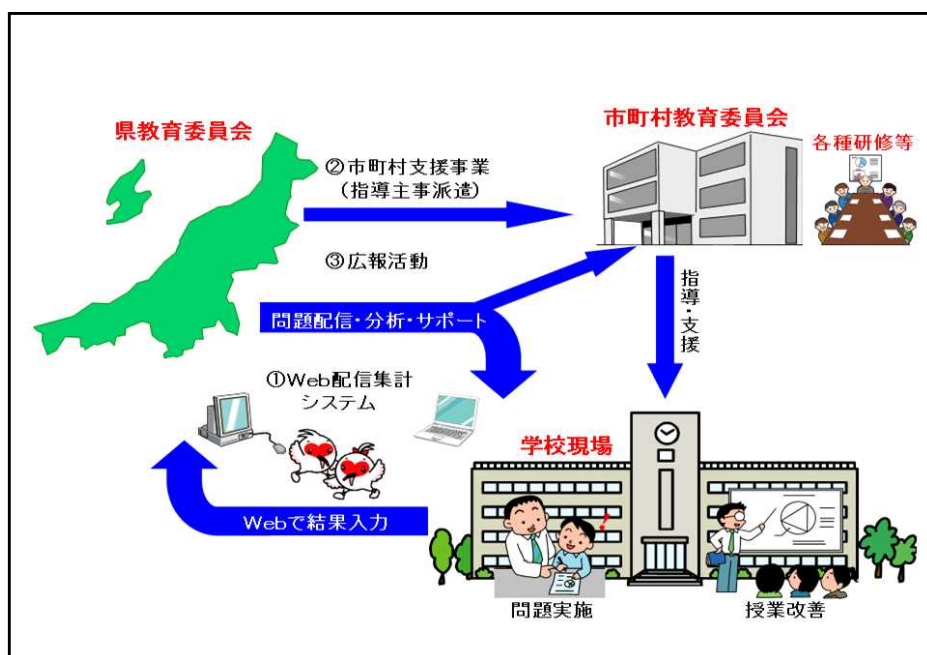 県教育委員会
市町村教育委員会
各種研修等
②市町村支援事業
(指導主事派遣)
③広報活動
問題配信・分析・サポート
指導・支援
①Web配信集計
システム
学校現場
Webで結果入力
問題実施
授業改善